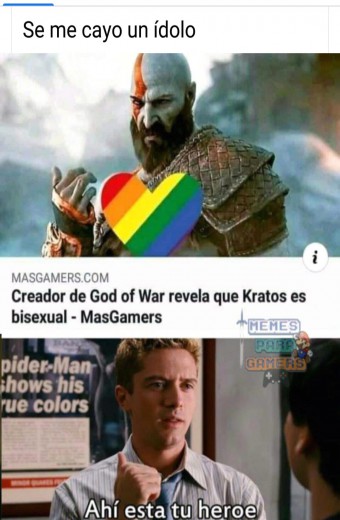 Se me cayo un ídolo
i
MASGAMERS.COM
Creador de God of War revela que Kratos es
bisexual - MasGamers
MEMES
PARA
GAMERS
pider-Man
shows his
rue colors
Ahí esta tu heroe